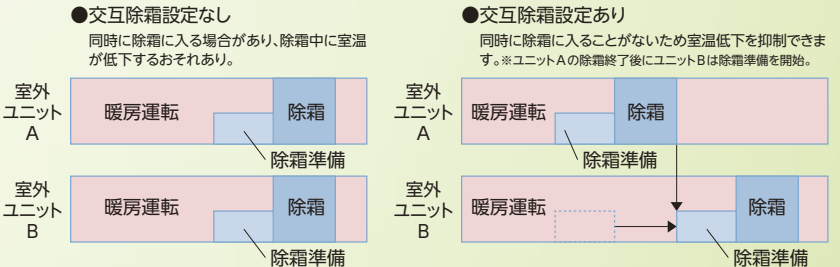 ●交互除霜設定なし
同時に除霜に入る場合があり、除霜中に室温
が低下するおそれあり。
室外
ユニット
A
暖房運転
除霜
除霜準備
室外
ユニット
B
暖房運転
除霜
除霜準備
●交互除霜設定あり
同時に除霜に入ることがないため室温低下を抑制できま
す。※ユニットAの除霜終了後にユニットBは除霜準備を開始。
室外
ユニット
A
暖房運転
除霜
除霜準備
室外
ユニット
B
暖房運転
除霜
除霜準備